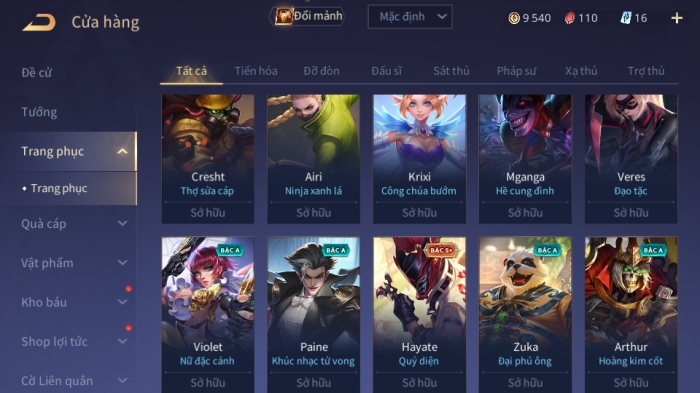 Cửa hàng
Đổi mảnh
Mặc định
9 540
110
16
+
Đề cử
Tướng
Trang phục
Trang phục
Quà cáp
Vật phẩm
Kho báu
Shop lợi tức
Cờ Liên quân
Tất cả Tiến hóa Đỡ đòn Đấu sĩ Sát thủ Pháp sư Xạ thủ Trợ thủ
Cresht
Thợ sửa cáp
Sở hữu
Airi
Ninja xanh lá
Sở hữu
Krixi
Công chúa bướm
Sở hữu
Mganga
Hề cung đình
Sở hữu
Veres
Đạo tặc
Sở hữu
BẬC A
Violet
Nữ đặc cảnh
Sở hữu
BẬC A
Paine
Khúc nhạc tử vong
Sở hữu
BẬC S+
Hayate
Quỷ diện
Sở hữu
BẬC A
Zuka
Đại phú ông
Sở hữu
BẬC A
Arthur
Hoàng kim cốt
Sở hữu